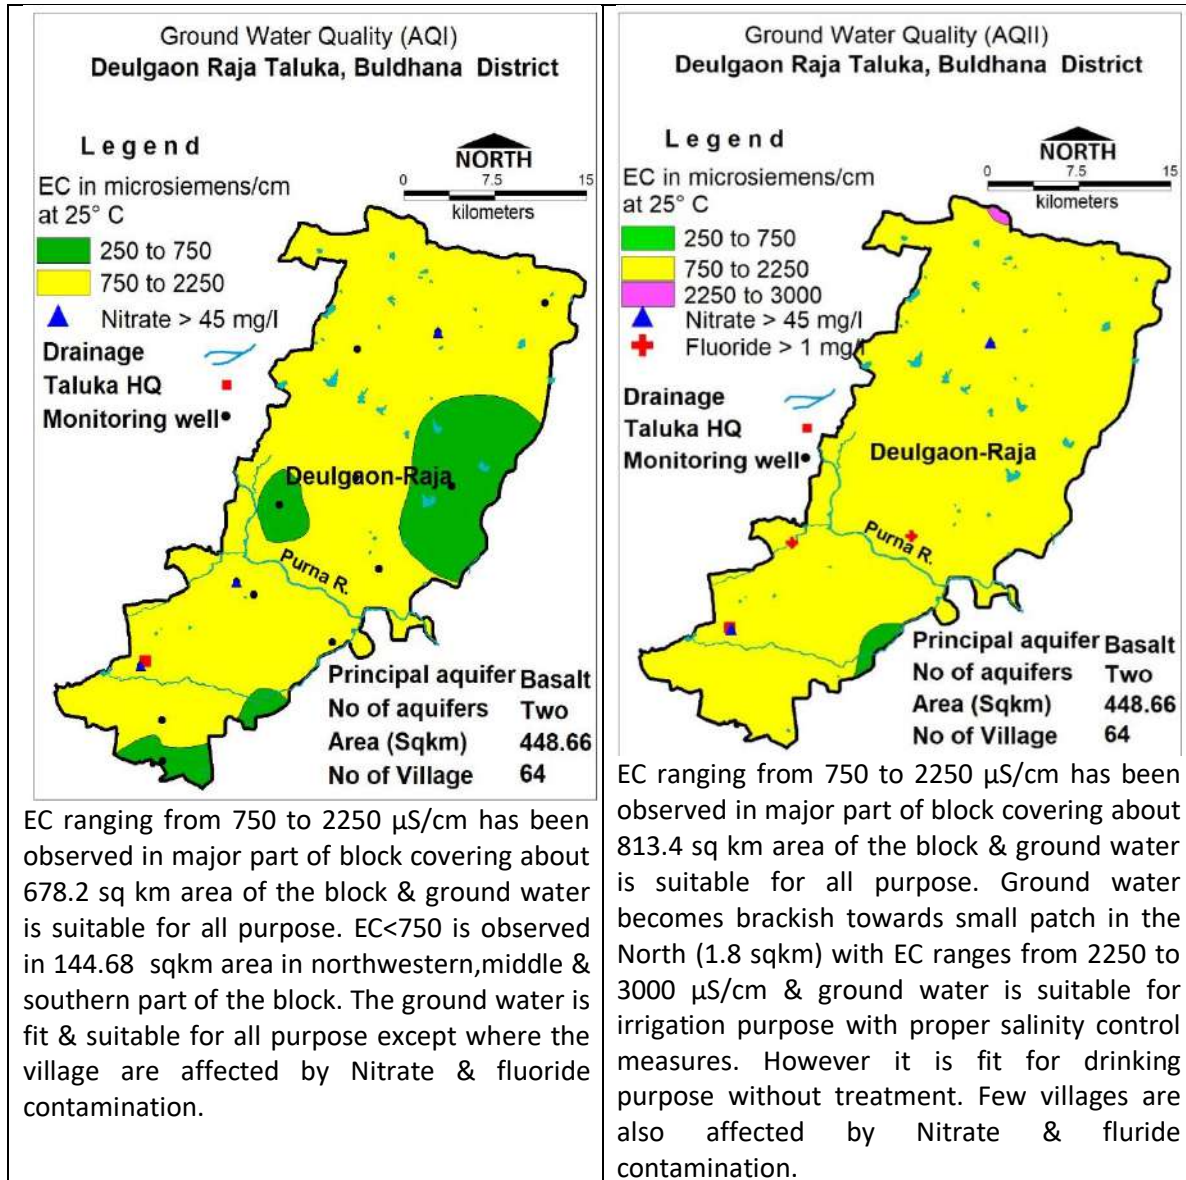 Ground Water Quality (AQI)
Deulgaon Raja Taluka, Buldhana District
Legend
NORTH
EC in microsiemens/cm
at 25° C
0 7.5 15
kilometers
250 to 750
750 to 2250
Nitrate > 45 mg/l
Drainage
Taluka HQ
Monitoring well
Deulgaon-Raja
Purna R.
Principal aquifer Basalt
No of aquifers Two
Area (Sqkm) 448.66
No of Village 64
EC ranging from 750 to 2250 µS/cm has been
observed in major part of block covering about
678.2 sq km area of the block & ground water
is suitable for all purpose. EC<750 is observed
in 144.68 sqkm area in northwestern,middle &
southern part of the block. The ground water is
fit & suitable for all purpose except where the
village are affected by Nitrate & fluoride
contamination.
Ground Water Quality (AQII)
Deulgaon Raja Taluka, Buldhana District
Legend
NORTH
EC in microsiemens/cm
at 25° C
0 7.5 15
kilometers
250 to 750
750 to 2250
2250 to 3000
Nitrate > 45 mg/l
Fluoride > 1 mg/l
Drainage
Taluka HQ
Monitoring well
Deulgaon-Raja
Purna R.
Principal aquifer Basalt
No of aquifers Two
Area (Sqkm) 448.66
No of Village 64
EC ranging from 750 to 2250 µS/cm has been
observed in major part of block covering about
813.4 sq km area of the block & ground water
is suitable for all purpose. Ground water
becomes brackish towards small patch in the
North (1.8 sqkm) with EC ranges from 2250 to
3000 µS/cm & ground water is suitable for
irrigation purpose with proper salinity control
measures. However it is fit for drinking
purpose without treatment. Few villages are
also affected by Nitrate & fluride
contamination.